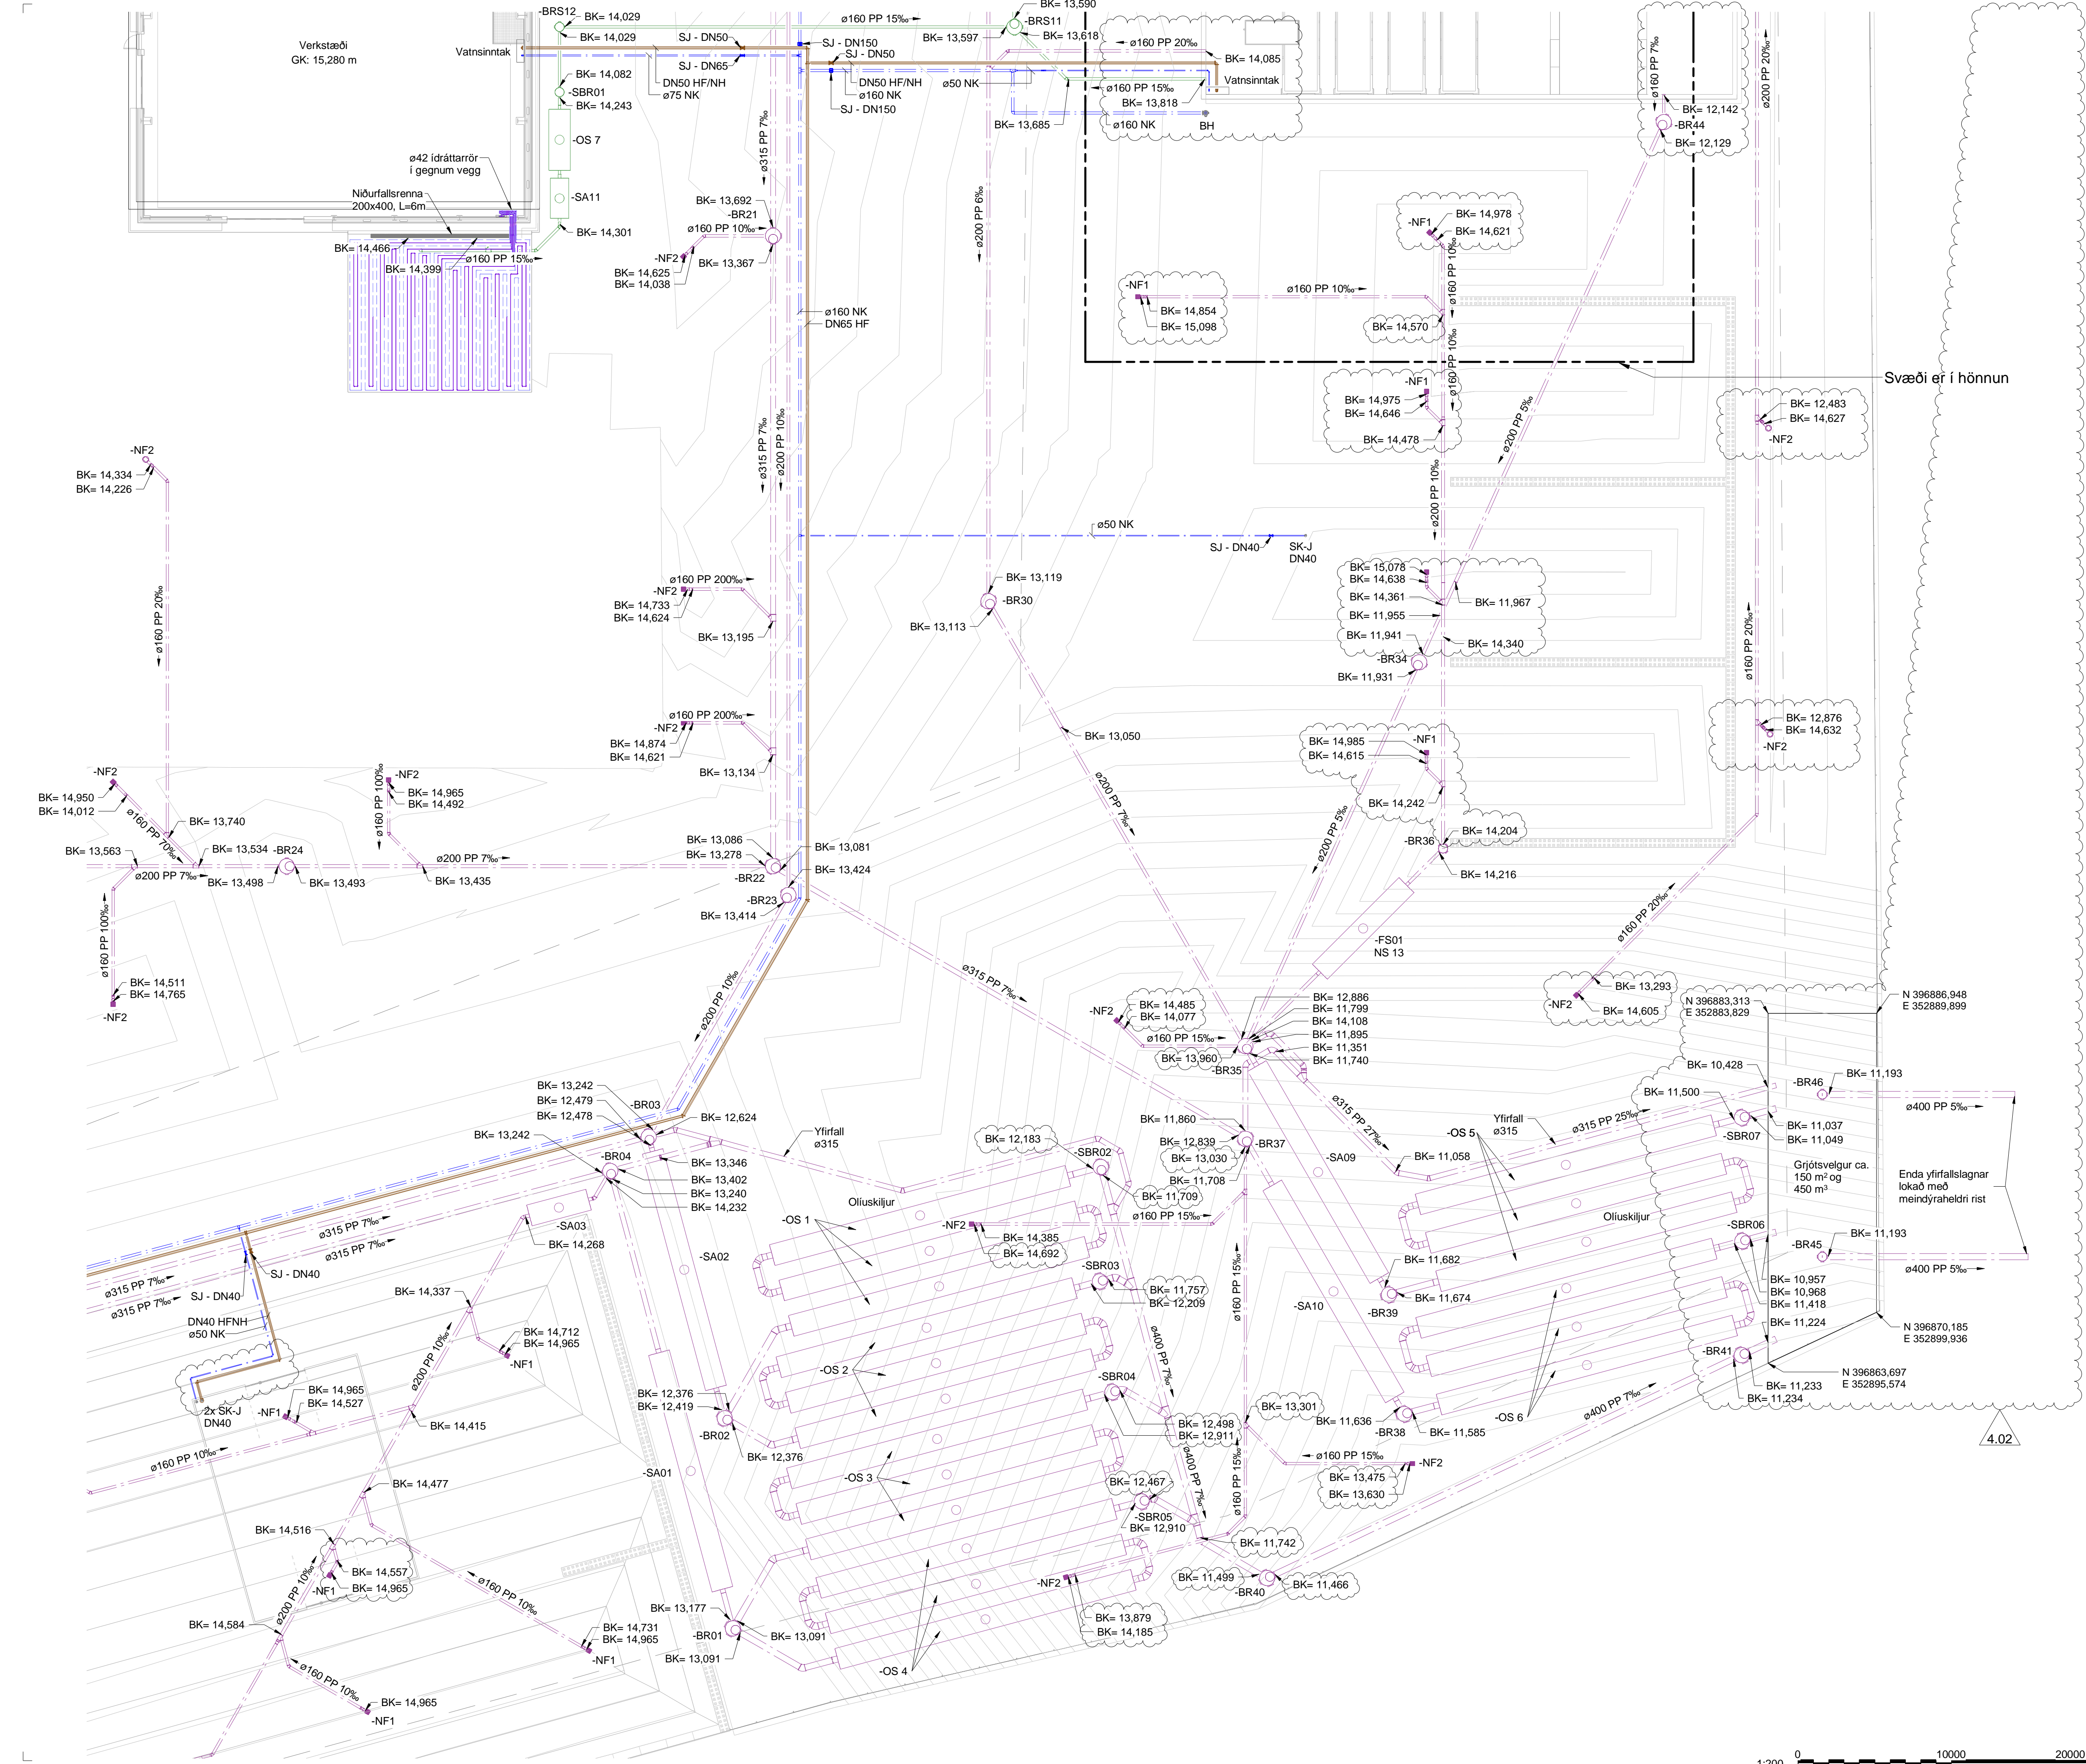 -BRS12
BK= 14,029
BK= 14,029
ø160 PP 15‰
BK= 13,590
-BRS11
BK= 13,597
BK= 13,618
Verkstæði
GK: 15,280 m
Vatnsinntak
SJ - DN50
SJ - DN65
SJ - DN150
SJ - DN50
ø160 PP 20‰
BK= 14,085
BK= 14,082
-SBR01
BK= 14,243
DN50 HF/NH
ø75 NK
DN50 HF/NH
ø160 NK
SJ - DN150
ø50 NK
ø160 PP 15‰
Vatnsinntak
BK= 13,818
BK= 13,685
ø160 NK
BH
ø160 PP 7‰
ø200 PP 20‰
BK= 12,142
-BR44
BK= 12,129
-OS 7
ø315 PP 7‰
ø42 ídráttarrör
í gegnum vegg
Niðurfallsrenna
200x400, L=6m
-SA11
BK= 14,301
BK= 14,466
BK= 14,399
ø160 PP 15‰
BK= 13,692
-BR21
ø160 PP 10‰
-NF2
BK= 13,367
BK= 14,625
BK= 14,038
ø200 PP 6‰
-NF1
BK= 14,978
BK= 14,621
ø160 PP 10‰
-NF1
ø160 PP 10‰
BK= 14,854
BK= 15,098
BK= 14,570
ø160 NK
DN65 HF
ø160 PP 10‰
Svæði er í hönnun
-NF1
BK= 14,975
BK= 14,646
BK= 14,478
ø200 PP 5‰
BK= 12,483
BK= 14,627
-NF2
ø315 PP 7‰
ø200 PP 10‰
ø200 PP 10‰
-NF2
BK= 14,334
BK= 14,226
ø50 NK
SJ - DN40
SK-J
DN40
ø160 PP 20‰
ø160 PP 200‰
-NF2
BK= 14,733
BK= 14,624
BK= 13,195
BK= 13,119
-BR30
BK= 13,113
BK= 15,078
BK= 14,638
BK= 14,361
BK= 11,955
BK= 11,967
BK= 11,941
BK= 14,340
-BR34
BK= 11,931
ø160 PP 20‰
ø160 PP 200‰
-NF2
BK= 14,874
BK= 14,621
BK= 13,134
BK= 13,050
BK= 14,985
-NF1
BK= 14,615
BK= 14,242
BK= 12,876
BK= 14,632
-NF2
-NF2
BK= 14,950
BK= 14,012
ø160 PP 70‰
BK= 13,740
ø160 PP 100‰
-NF2
BK= 14,965
BK= 14,492
ø200 PP 7‰
ø200 PP 5‰
BK= 13,563
BK= 13,534
-BR24
ø200 PP 7‰
BK= 13,086
BK= 13,278
BK= 13,081
BK= 13,424
-BR36
BK= 14,204
BK= 14,216
ø200 PP 7‰
BK= 13,498
BK= 13,493
BK= 13,435
-BR22
-BR23
BK= 13,414
ø160 PP 100‰
BK= 14,511
BK= 14,765
-NF2
ø200 PP 10‰
ø315 PP 7‰
-FS01
NS 13
ø160 PP 20‰
BK= 13,293
-NF2
BK= 14,605
N 396883,313
E 352883,829
N 396886,948
E 352889,899
BK= 14,485
BK= 14,077
-NF2
ø160 PP 15‰
BK= 13,960
-BR35
BK= 12,886
BK= 11,799
BK= 14,108
BK= 11,895
BK= 11,351
BK= 11,740
BK= 10,428
-BR46
BK= 11,193
ø400 PP 5‰
BK= 13,242
BK= 12,479
BK= 12,478
-BR03
BK= 12,624
BK= 13,242
-BR04
Yfirfall
ø315
BK= 11,860
BK= 12,839
BK= 13,030
BK= 11,708
-BR37
ø315 PP 27‰
Yfirfall
ø315
ø315 PP 25‰
BK= 11,500
BK= 11,037
BK= 11,049
-SBR07
BK= 12,183
-SBR02
BK= 11,709
BK= 13,346
BK= 13,402
BK= 13,240
BK= 14,232
-SA09
-OS 5
BK= 11,058
Grjótsvelgur ca.
150 m² og
450 m³
Enda yfirfallslagnar
lokað með
meindýraheldri rist
Olíuskiljur
-OS 1
-NF2
ø160 PP 15‰
BK= 14,385
BK= 14,692
Olíuskiljur
-SBR06
-BR45
BK= 11,193
ø400 PP 5‰
ø315 PP 7‰
ø315 PP 7‰
-SA03
BK= 14,268
-SA02
-SBR03
BK= 11,757
BK= 12,209
BK= 11,682
BK= 11,674
-BR39
BK= 10,957
BK= 10,968
BK= 11,418
BK= 11,224
ø315 PP 7‰
ø315 PP 7‰
SJ - DN40
SJ - DN40
DN40 HFNH
ø50 NK
BK= 14,337
ø160 PP 15‰
-SA10
-OS 6
N 396870,185
E 352899,936
-BR41
N 396863,697
E 352895,574
BK= 11,233
BK= 11,234
BK= 14,712
BK= 14,965
-NF1
ø200 PP 10‰
-OS 2
ø400 PP 7‰
-SBR04
BK= 12,498
BK= 12,911
BK= 13,301
BK= 11,636
BK= 11,585
-BR38
ø400 PP 7‰
4.02
2x SK-J
DN40
BK= 14,965
BK= 14,527
-NF1
BK= 14,415
BK= 12,376
BK= 12,419
-BR02
BK= 12,376
ø160 PP 10‰
ø160 PP 15‰
-NF2
BK= 13,475
BK= 13,630
-SA01
-OS 3
BK= 12,467
ø400 PP 7‰
ø160 PP 15‰
-SBR05
BK= 12,910
BK= 14,477
BK= 14,516
BK= 14,557
BK= 14,965
-NF1
ø200 PP 10‰
ø160 PP 10‰
BK= 11,742
BK= 11,499
-BR40
BK= 11,466
-NF2
BK= 13,879
BK= 14,185
BK= 14,584
BK= 14,731
BK= 14,965
-NF1
BK= 13,177
-BR01
BK= 13,091
BK= 13,091
-OS 4
ø160 PP 10‰
BK= 14,965
-NF1
0 10000 20000
1:200